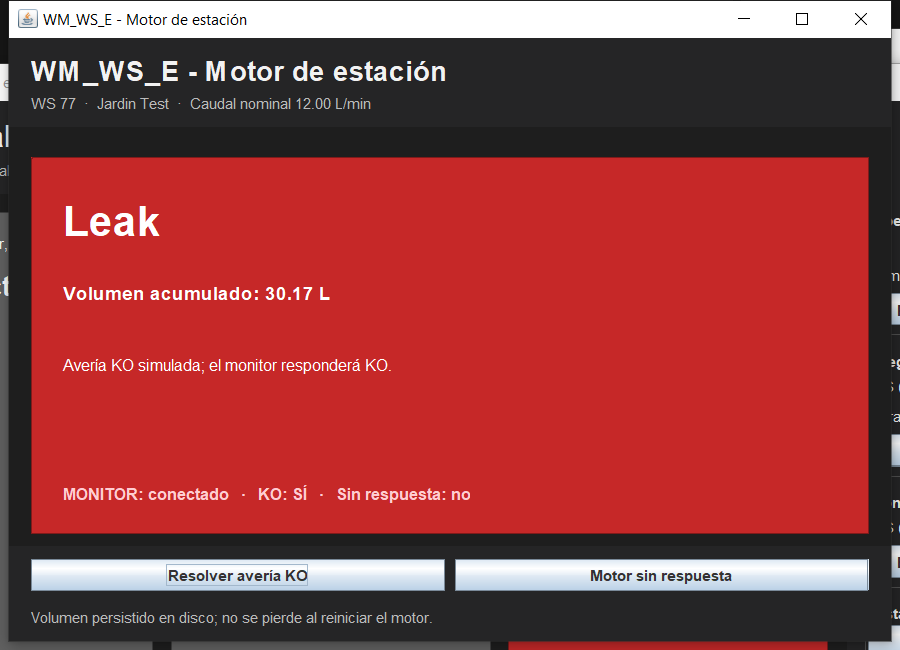 WM_WS_E - Motor de estación
WM_WS_E - Motor de estación
WS 77 · Jardin Test · Caudal nominal 12.00 L/min
Leak
Volumen acumulado: 30.17 L
Avería KO simulada; el monitor responderá KO.
MONITOR: conectado · KO: SÍ · Sin respuesta: no
Resolver avería KO
Motor sin respuesta
Volumen persistido en disco; no se pierde al reiniciar el motor.